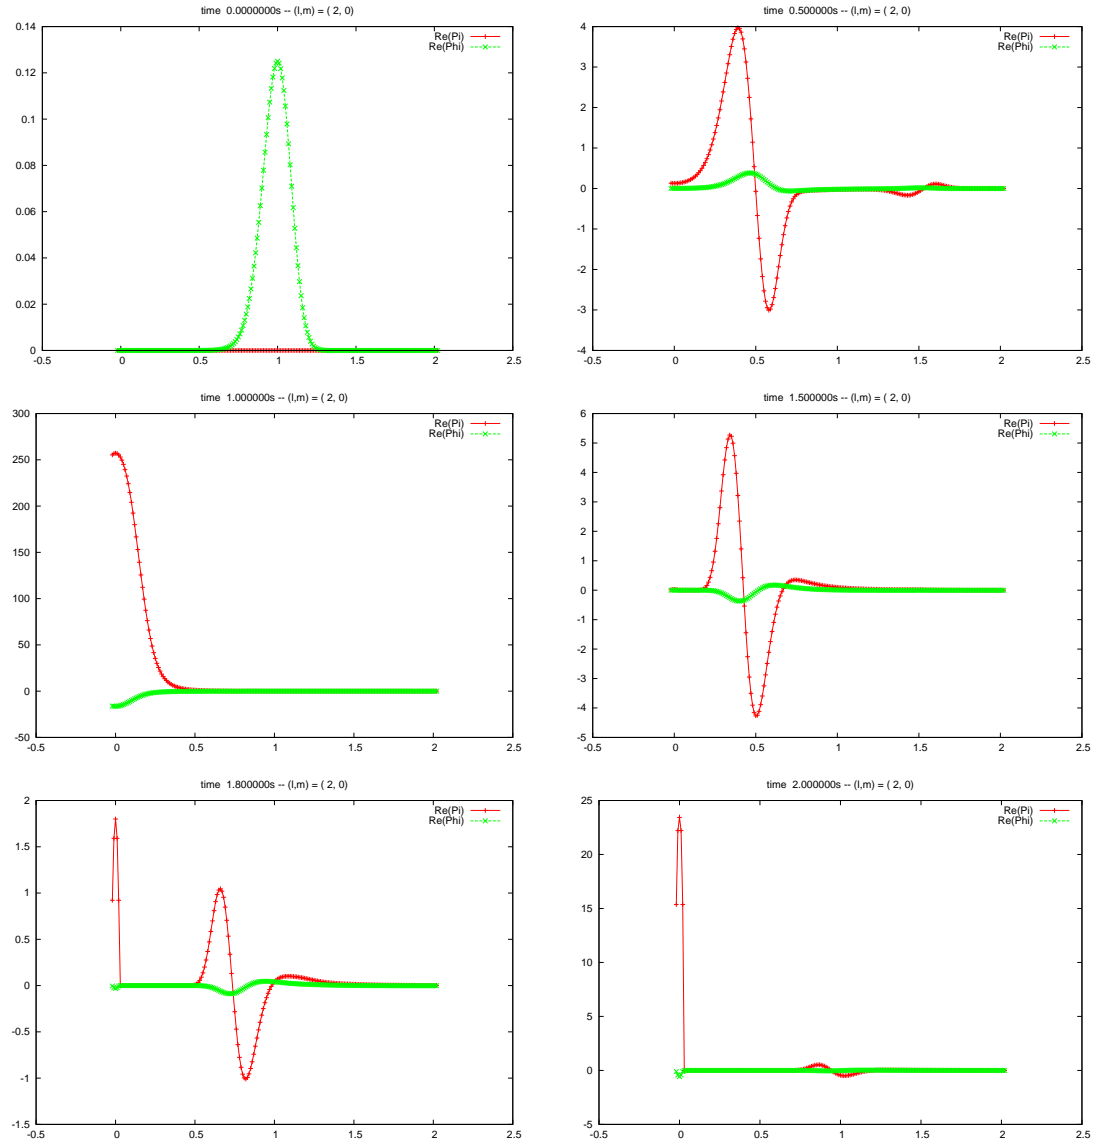 time 0.0000000s -- (l,m) = ( 2, 0)
0.14
0.12
0.1
0.08
0.06
0.04
0.02
0
-0.5 0 0.5 1 1.5 2 2.5
Re(Pi)
Re(Phi)
time 0.500000s -- (l,m) = ( 2, 0)
4
3
2
1
0
-1
-2
-3
-4
-0.5 0 0.5 1 1.5 2 2.5
Re(Pi)
Re(Phi)
time 1.000000s -- (l,m) = ( 2, 0)
300
250
200
150
100
50
0
-50
-0.5 0 0.5 1 1.5 2 2.5
Re(Pi)
Re(Phi)
time 1.500000s -- (l,m) = ( 2, 0)
6
5
4
3
2
1
0
-1
-2
-3
-4
-5
-0.5 0 0.5 1 1.5 2 2.5
Re(Pi)
Re(Phi)
time 1.800000s -- (l,m) = ( 2, 0)
2
1.5
1
0.5
0
-0.5
-1
-1.5
-0.5 0 0.5 1 1.5 2 2.5
Re(Pi)
Re(Phi)
time 2.000000s -- (l,m) = ( 2, 0)
25
20
15
10
5
0
-5
-0.5 0 0.5 1 1.5 2 2.5
Re(Pi)
Re(Phi)